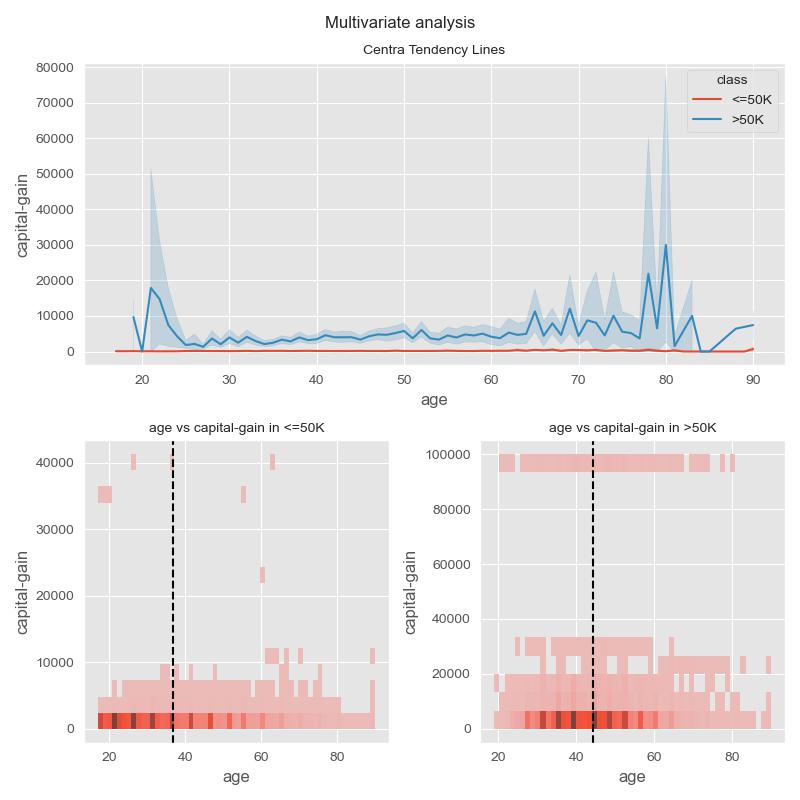 Multivariate analysis
Centra Tendency Lines
80000
70000
60000
50000
40000
30000
20000
10000
0
capital-gain
class
<=50K
>50K
20 30 40 50 60 70 80 90
age
age vs capital-gain in <=50K
40000
30000
20000
10000
0
capital-gain
20 40 60 80
age
age vs capital-gain in >50K
100000
80000
60000
40000
20000
0
capital-gain
20 40 60 80
age